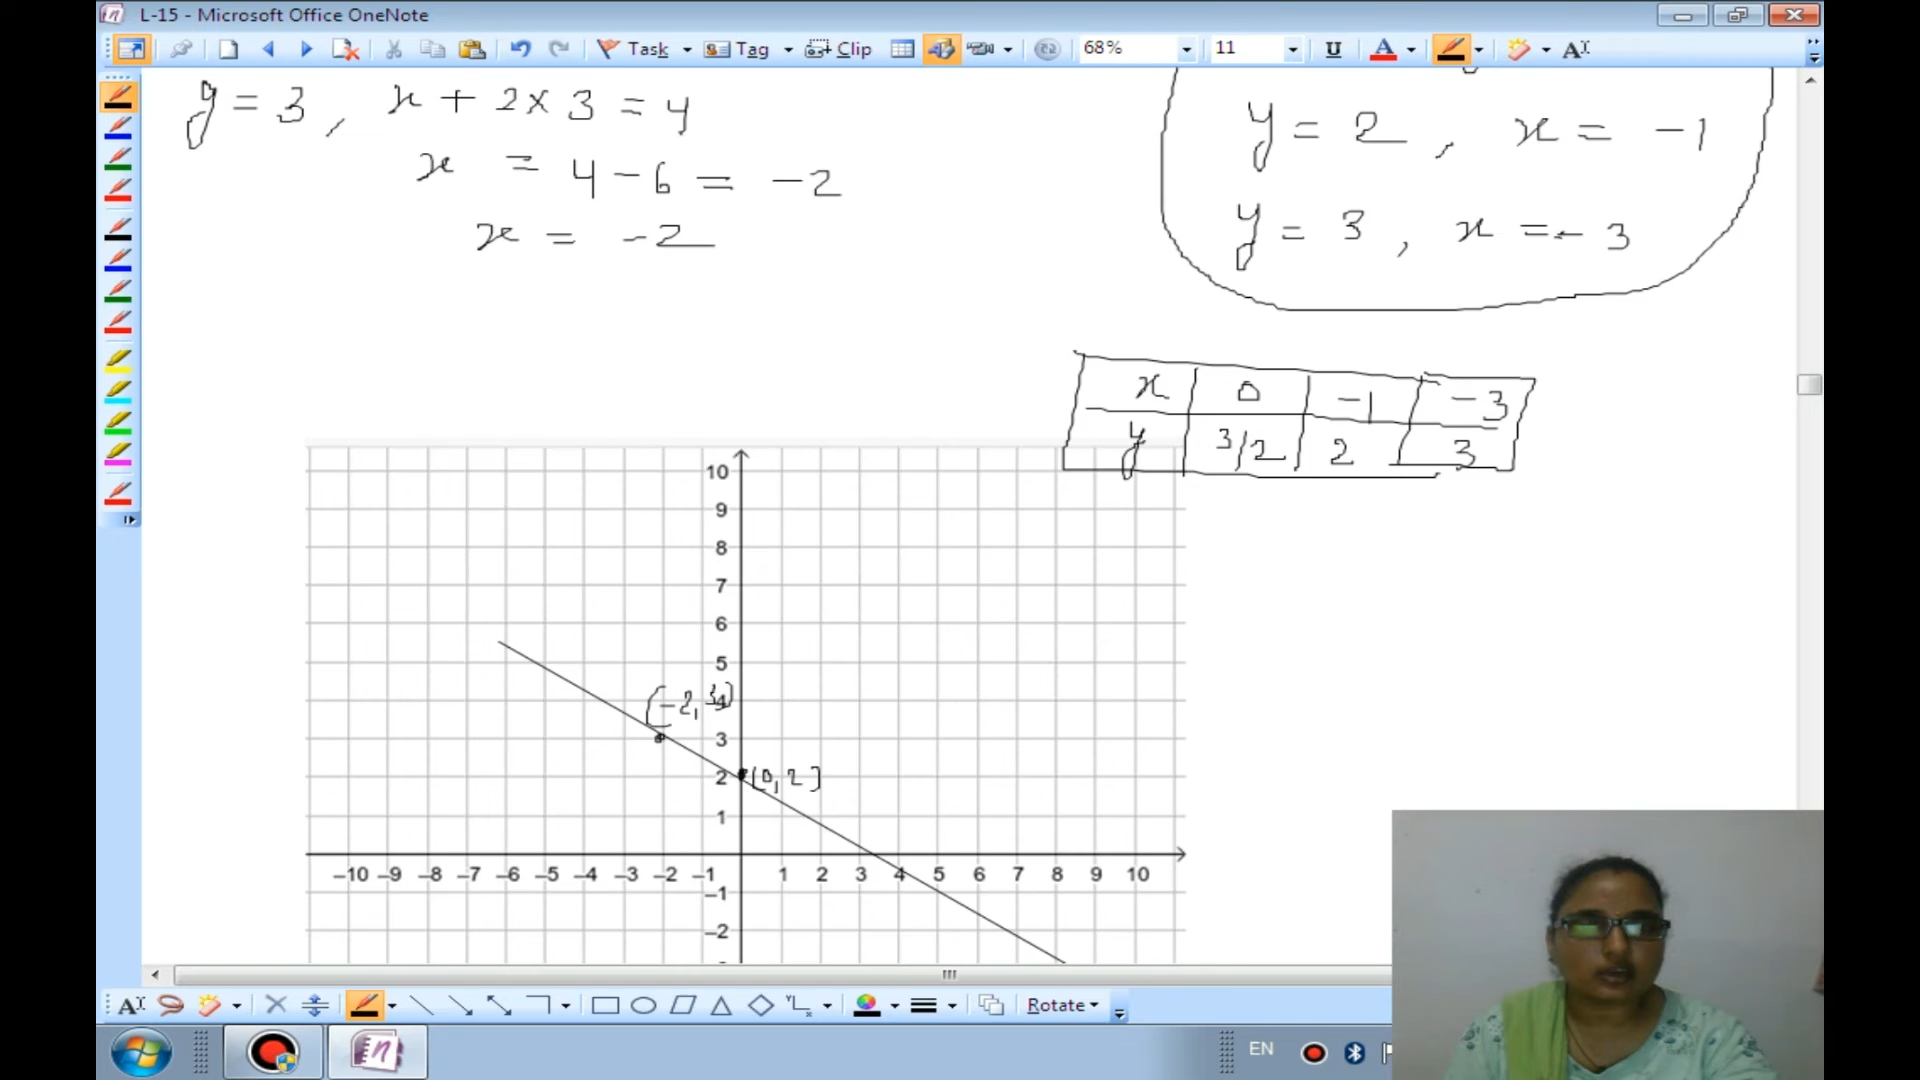 L-15 - Microsoft Office OneNote
Task Tag Clip 68% 11 U A A
y = 3, x + 2 × 3 = 4
x = 4 - 6 = -2
x = -2
y = 2, x = -1
y = 3, x = - 3
x 0 -1 -3
y 3/2 2 3
10
9
8
7
6
5
4
(-2, 3)
3
2 (0, 2)
1
-10 -9 -8 -7 -6 -5 -4 -3 -2 -1 1 2 3 4 5 6 7 8 9 10
-1
-2
A Rotate
EN